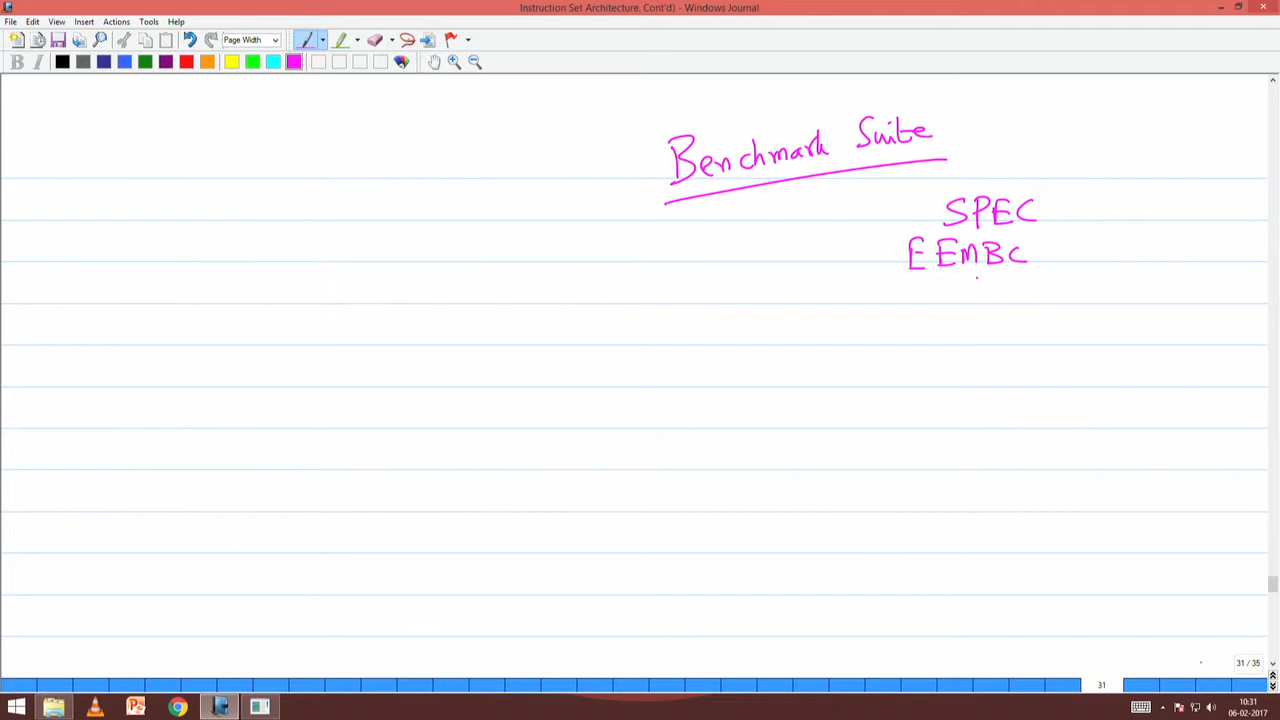 Instruction Set Architecture. Cont'd) - Windows Journal
File Edit View Insert Actions Tools Help
Page Width
B I
Benchmark Suite
SPEC
EEMBC
31 / 35
31
10:31
06-02-2017